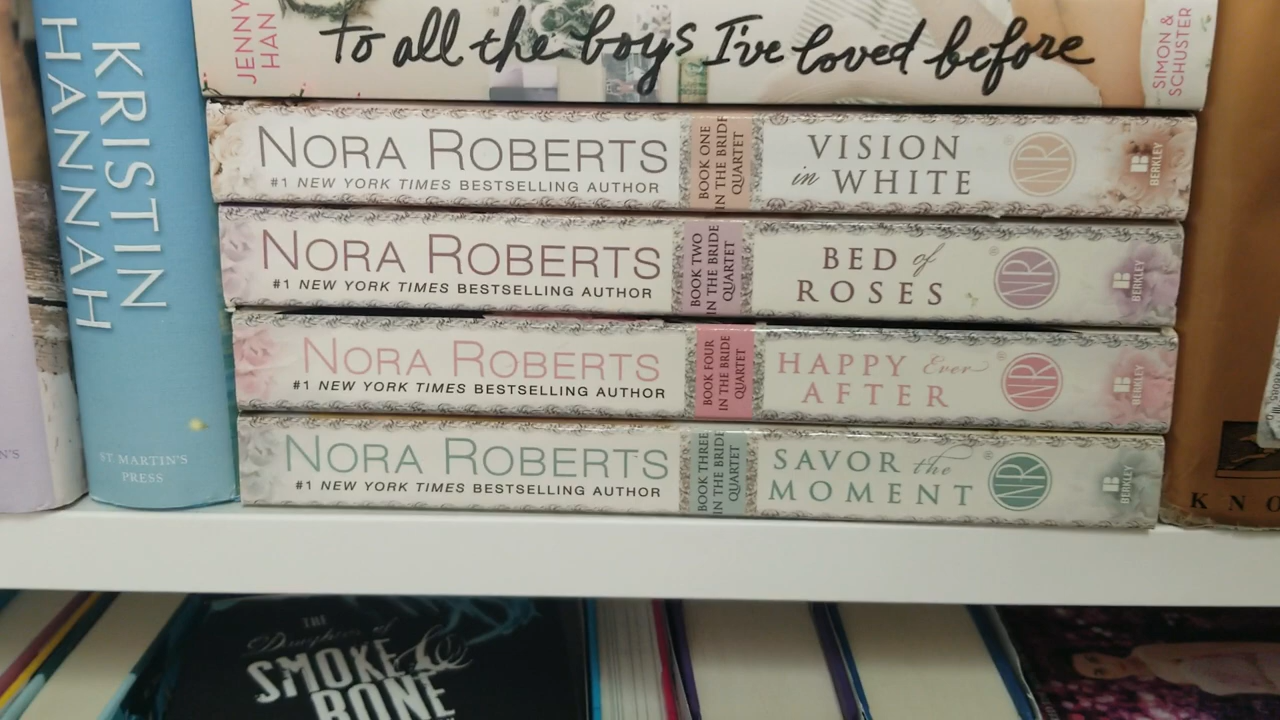 KRISTIN
HANNAH
ST MARTIN'S
PRESS
JENNY
HAN
to all the boys I've loved before
SIMON &
SCHUSTER
NORA ROBERTS
#1 NEW YORK TIMES BESTSELLING AUTHOR
BOOK ONE
IN THE BRIDE
QUARTET
VISION
in WHITE
NR
B
BERKLEY
NORA ROBERTS
#1 NEW YORK TIMES BESTSELLING AUTHOR
BOOK TWO
IN THE BRIDE
QUARTET
BED of
ROSES
NR
B
BERKLEY
NORA ROBERTS
#1 NEW YORK TIMES BESTSELLING AUTHOR
BOOK FOUR
IN THE BRIDE
QUARTET
HAPPY Ever
AFTER
NR
B
BERKLEY
NORA ROBERTS
#1 NEW YORK TIMES BESTSELLING AUTHOR
BOOK THREE
IN THE BRIDE
QUARTET
SAVOR the
MOMENT
NR
B
BERKLEY
KNO
THE
Daughter of
SMOKE &
BONE